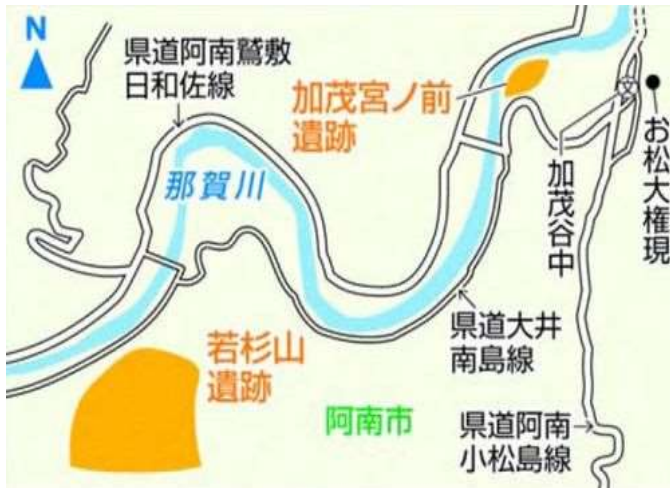 N
県道阿南鷲敷
日和佐線
加茂宮ノ前
遺跡
那賀川
お松大権現
加茂谷中
文
若杉山
遺跡
県道大井
南島線
阿南市
県道阿南
小松島線